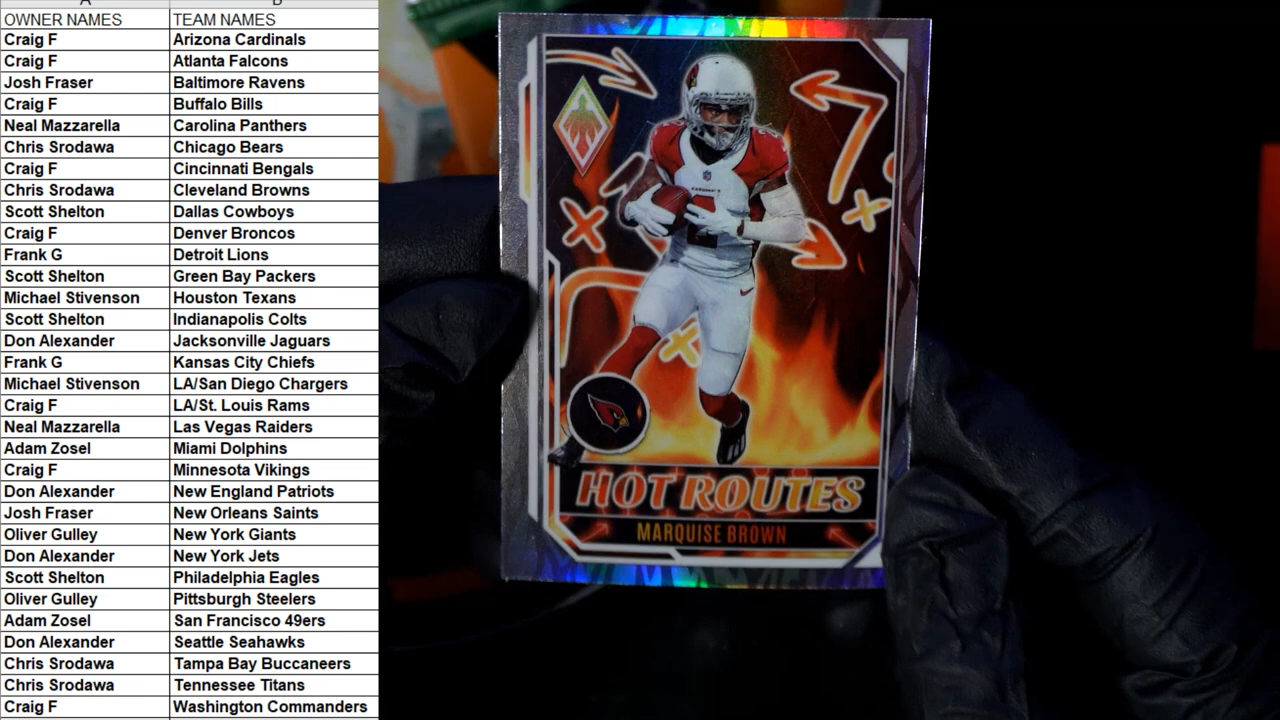 OWNER NAMES TEAM NAMES
Craig F Arizona Cardinals
Craig F Atlanta Falcons
Josh Fraser Baltimore Ravens
Craig F Buffalo Bills
Neal Mazzarella Carolina Panthers
Chris Srodawa Chicago Bears
Craig F Cincinnati Bengals
Chris Srodawa Cleveland Browns
Scott Shelton Dallas Cowboys
Craig F Denver Broncos
Frank G Detroit Lions
Scott Shelton Green Bay Packers
Michael Stivenson Houston Texans
Scott Shelton Indianapolis Colts
Don Alexander Jacksonville Jaguars
Frank G Kansas City Chiefs
Michael Stivenson LA/San Diego Chargers
Craig F LA/St. Louis Rams
Neal Mazzarella Las Vegas Raiders
Adam Zosel Miami Dolphins
Craig F Minnesota Vikings
Don Alexander New England Patriots
Josh Fraser New Orleans Saints
Oliver Gulley New York Giants
Don Alexander New York Jets
Scott Shelton Philadelphia Eagles
Oliver Gulley Pittsburgh Steelers
Adam Zosel San Francisco 49ers
Don Alexander Seattle Seahawks
Chris Srodawa Tampa Bay Buccaneers
Chris Srodawa Tennessee Titans
Craig F Washington Commanders
HOT ROUTES
MARQUISE BROWN